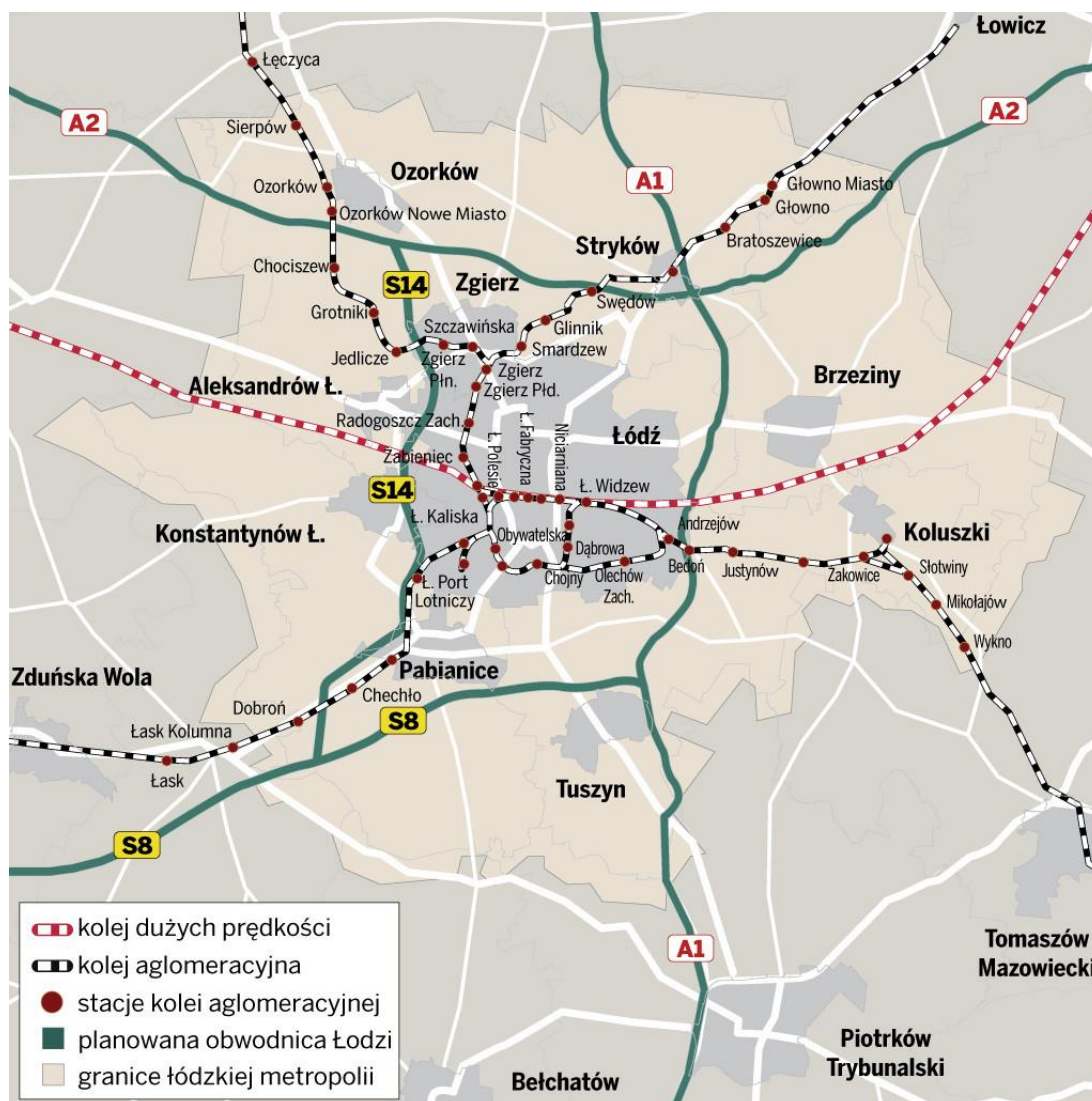 Łowicz
Łęczyca
A2
A2
Sierpów
Ozorków
A1
Głowno Miasto
Ozorków
Głowno
Ozorków Nowe Miasto
Bratoszewice
Stryków
Chociszew
Zgierz
S14
Swędów
Grotniki
Szczawińska
Glinnik
Jedlicze
Zgierz
Płn.
Smardzew
Zgierz
Brzeziny
Aleksandrów Ł.
Zgierz Płd.
Radogoszcz Zach.
Ł. Polesie
Ł. Fabryczna
Niciarniana
Łódź
Żabieniec
S14
Ł. Widzew
Ł. Kaliska
Andrzejów
Konstantynów Ł.
Koluszki
Obywatelska
Dąbrowa
Bedoń
Justynów
Żakowice
Słotwiny
Ł. Port
Lotniczy
Chojny
Olechów
Zach.
Mikołajów
Wykno
Zduńska Wola
Pabianice
Chechło
Dobroń
S8
Łask Kolumna
Łask
Tuszyn
S8
kolej dużych prędkości
kolej aglomeracyjna
stacje kolei aglomeracyjnej
planowana obwodnica Łodzi
granice łódzkiej metropolii
A1
Tomaszów
Mazowiecki
Piotrków
Trybunalski
Bełchatów